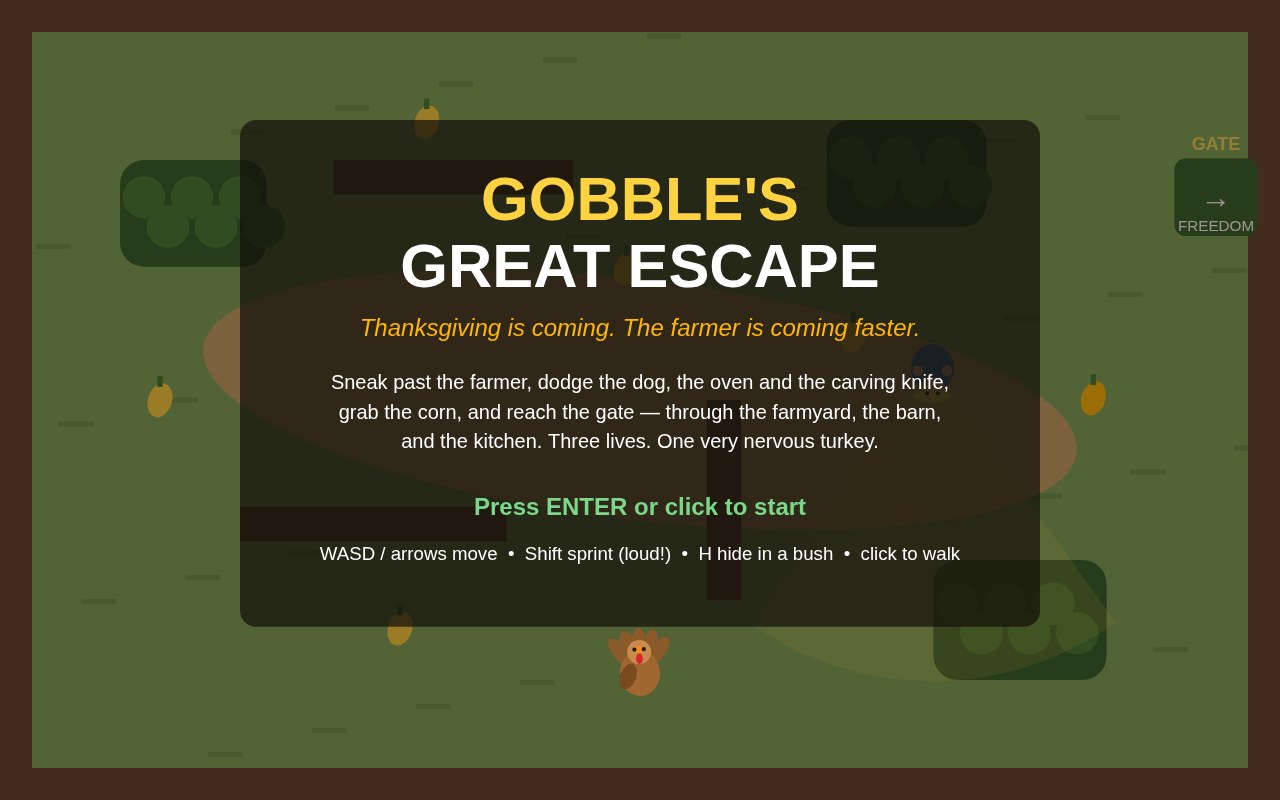 GATE
→
FREEDOM
GOBBLE'S
GREAT ESCAPE
Thanksgiving is coming. The farmer is coming faster.
Sneak past the farmer, dodge the dog, the oven and the carving knife,
grab the corn, and reach the gate — through the farmyard, the barn,
and the kitchen. Three lives. One very nervous turkey.
Press ENTER or click to start
WASD / arrows move • Shift sprint (loud!) • H hide in a bush • click to walk